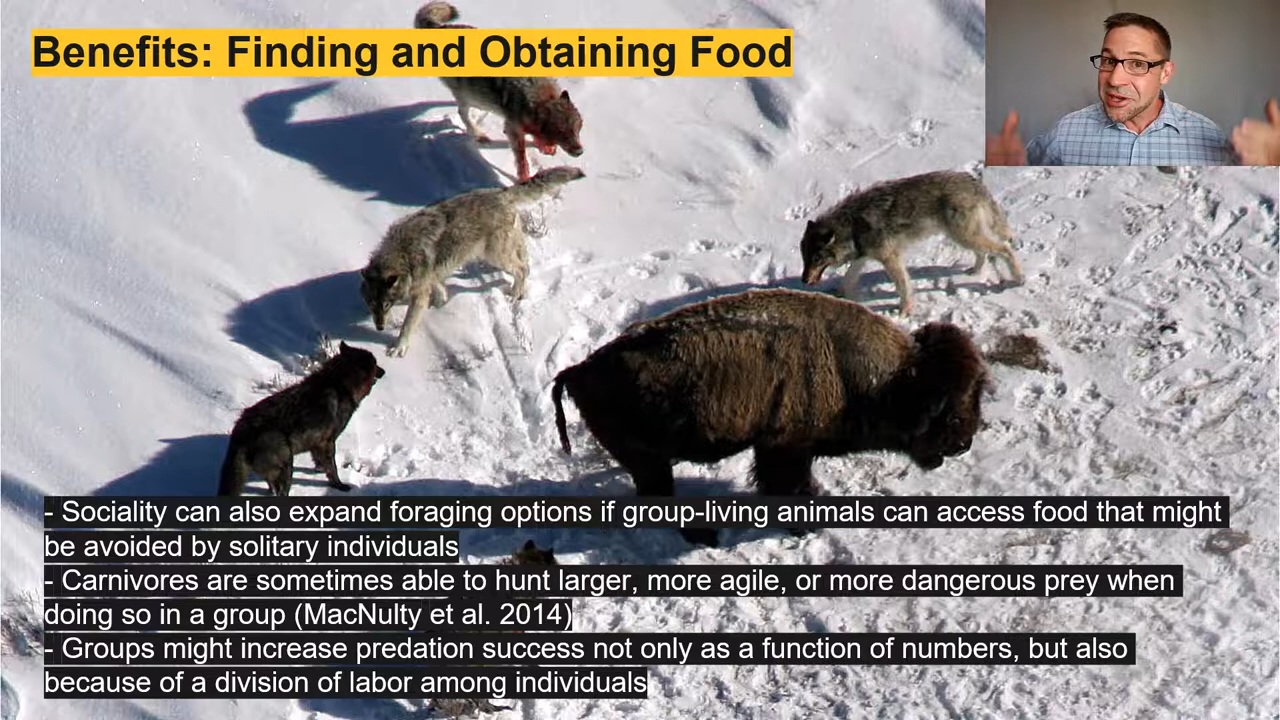 Benefits: Finding and Obtaining Food
- Sociality can also expand foraging options if group-living animals can access food that might
be avoided by solitary individuals
- Carnivores are sometimes able to hunt larger, more agile, or more dangerous prey when
doing so in a group (MacNulty et al. 2014)
- Groups might increase predation success not only as a function of numbers, but also
because of a division of labor among individuals